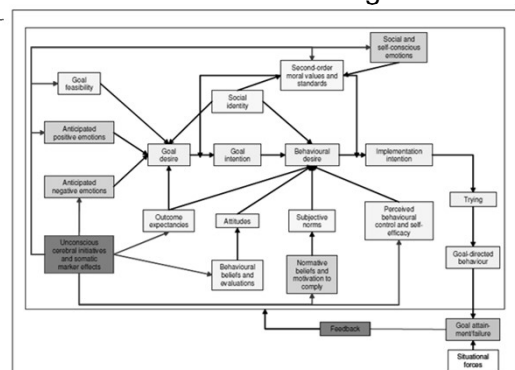 Social and
self-conscious
emotions
Second-order
moral values and
standards
Goal
feasibility
Social
identity
Anticipated
positive emotions
Goal
desire
Goal
intention
Behavioural
desire
Implementation
intention
Anticipated
negative emotions
Trying
Outcome
expectancies
Attitudes
Subjective
norms
Perceived
behavioural
control and self-
efficacy
Unconscious
cerebral initiatives
and somatic
marker effects
Behavioural
beliefs and
evaluations
Normative
beliefs and
motivation to
comply
Goal-directed
behaviour
Feedback
Goal attain-
ment/failure
Situational
forces